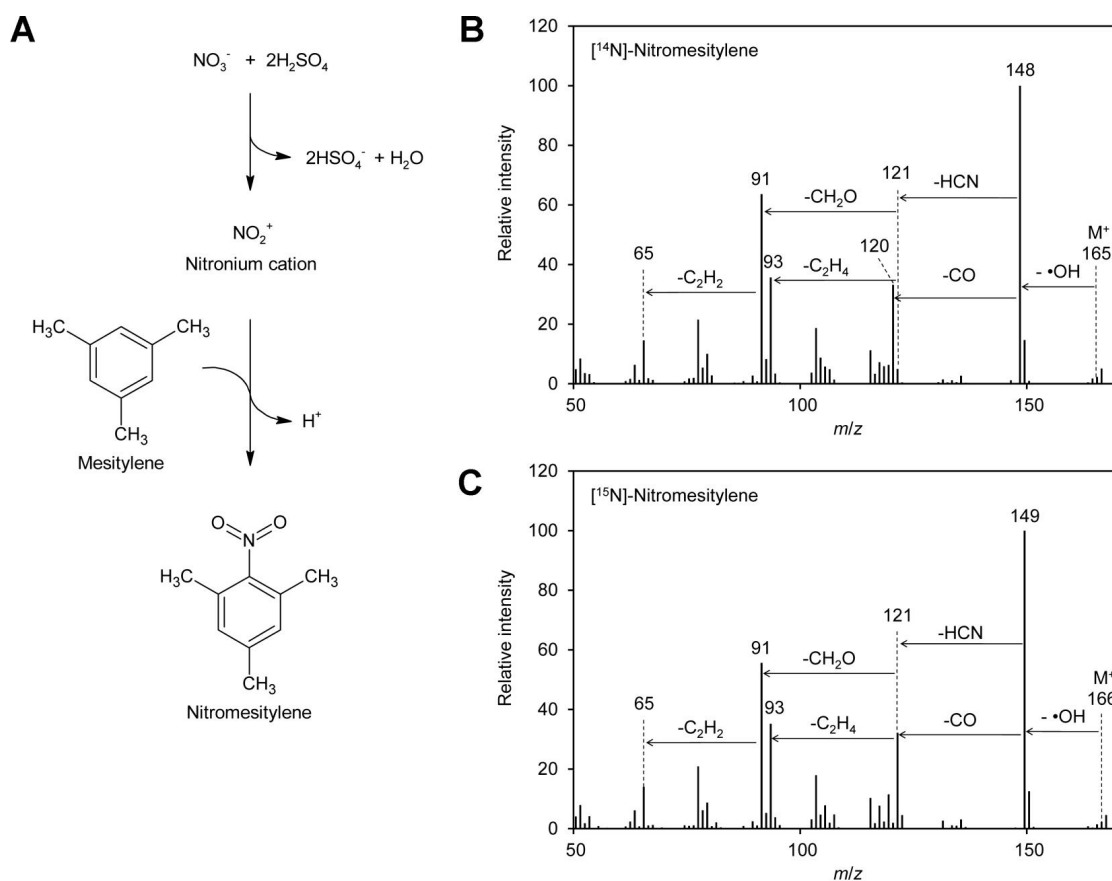 A
NO₃⁻ + 2H₂SO₄
2HSO₄⁻ + H₂O
NO₂⁺
Nitronium cation
H₃C
CH₃
CH₃
Mesitylene
H⁺
O
O
N
CH₃
CH₃
CH₃
Nitromesitylene
B
[¹⁴N]-Nitromesitylene
Relative intensity
120
100
80
60
40
20
0
148
91
121
-HCN
-CH₂O
M⁺
65
93
120
165
-C₂H₂
-C₂H₄
-CO
- •OH
50
100
150
m/z
C
[¹⁵N]-Nitromesitylene
Relative intensity
120
100
80
60
40
20
0
149
91
121
-HCN
-CH₂O
M⁺
65
93
166
-C₂H₂
-C₂H₄
-CO
- •OH
50
100
150
m/z